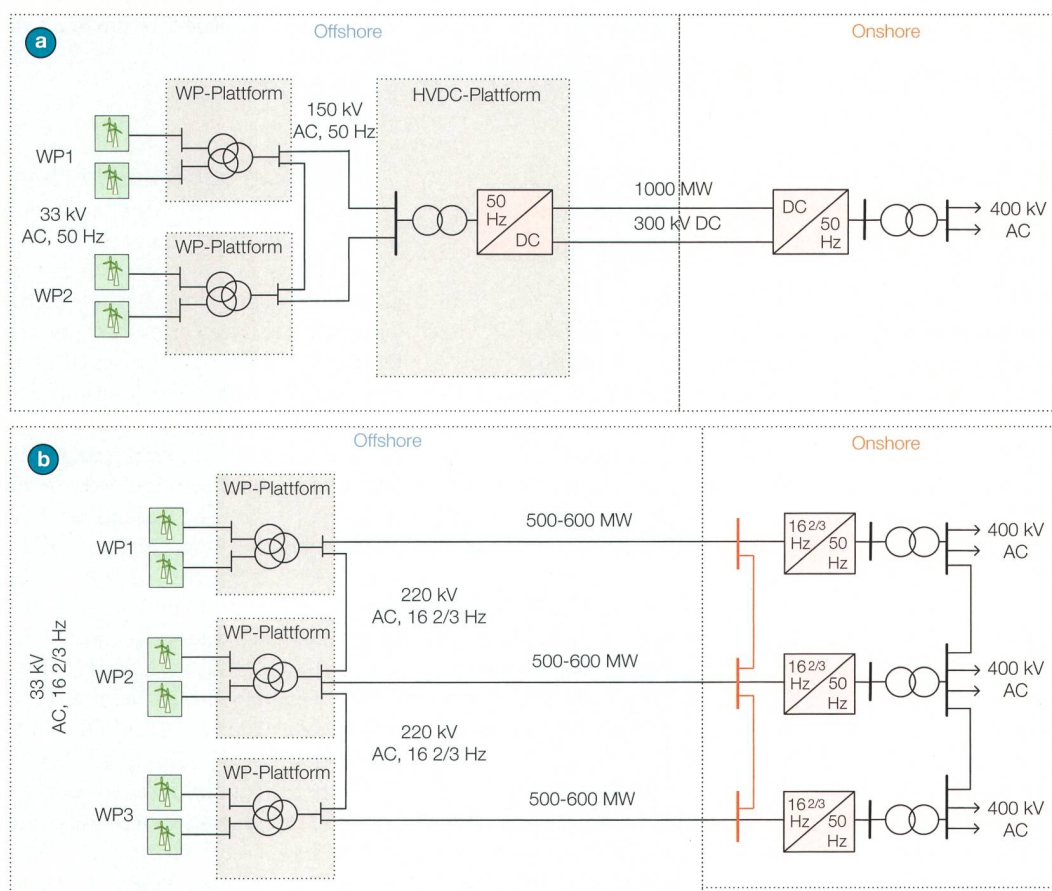 a
Offshore
Onshore
WP-Plattform
HVDC-Plattform
150 kV
AC, 50 Hz
WP1
33 kV
AC, 50 Hz
WP-Plattform
WP2
50
Hz
DC
1000 MW
300 kV DC
DC
50
Hz
400 kV
AC
b
Offshore
Onshore
WP-Plattform
WP1
500-600 MW
16 2/3
Hz
50
Hz
400 kV
AC
220 kV
AC, 16 2/3 Hz
33 kV
AC, 16 2/3 Hz
WP-Plattform
WP2
500-600 MW
16 2/3
Hz
50
Hz
400 kV
AC
220 kV
AC, 16 2/3 Hz
WP-Plattform
WP3
500-600 MW
16 2/3
Hz
50
Hz
400 kV
AC